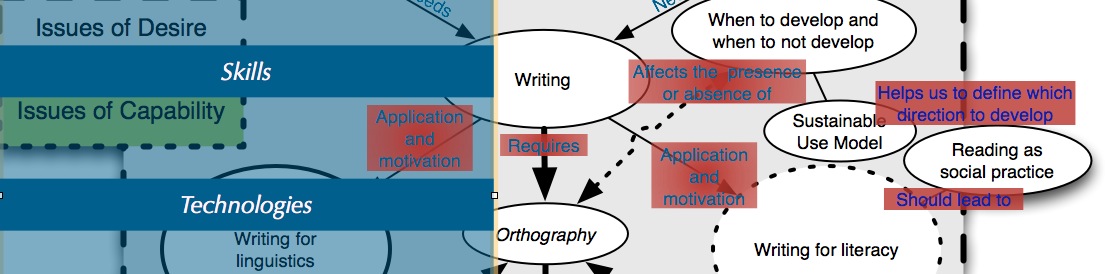 eeds
Ne
Issues of Desire
When to develop and
when to not develop
Skills
Writing
Affects the presence
or absence of
Issues of Capability
Helps us to define which
direction to develop
Application
and
motivation
Sustainable
Use Model
Requires
Reading as
social practice
Application
and
motivation
Should lead to
Technologies
Orthography
Writing for
linguistics
Writing for literacy